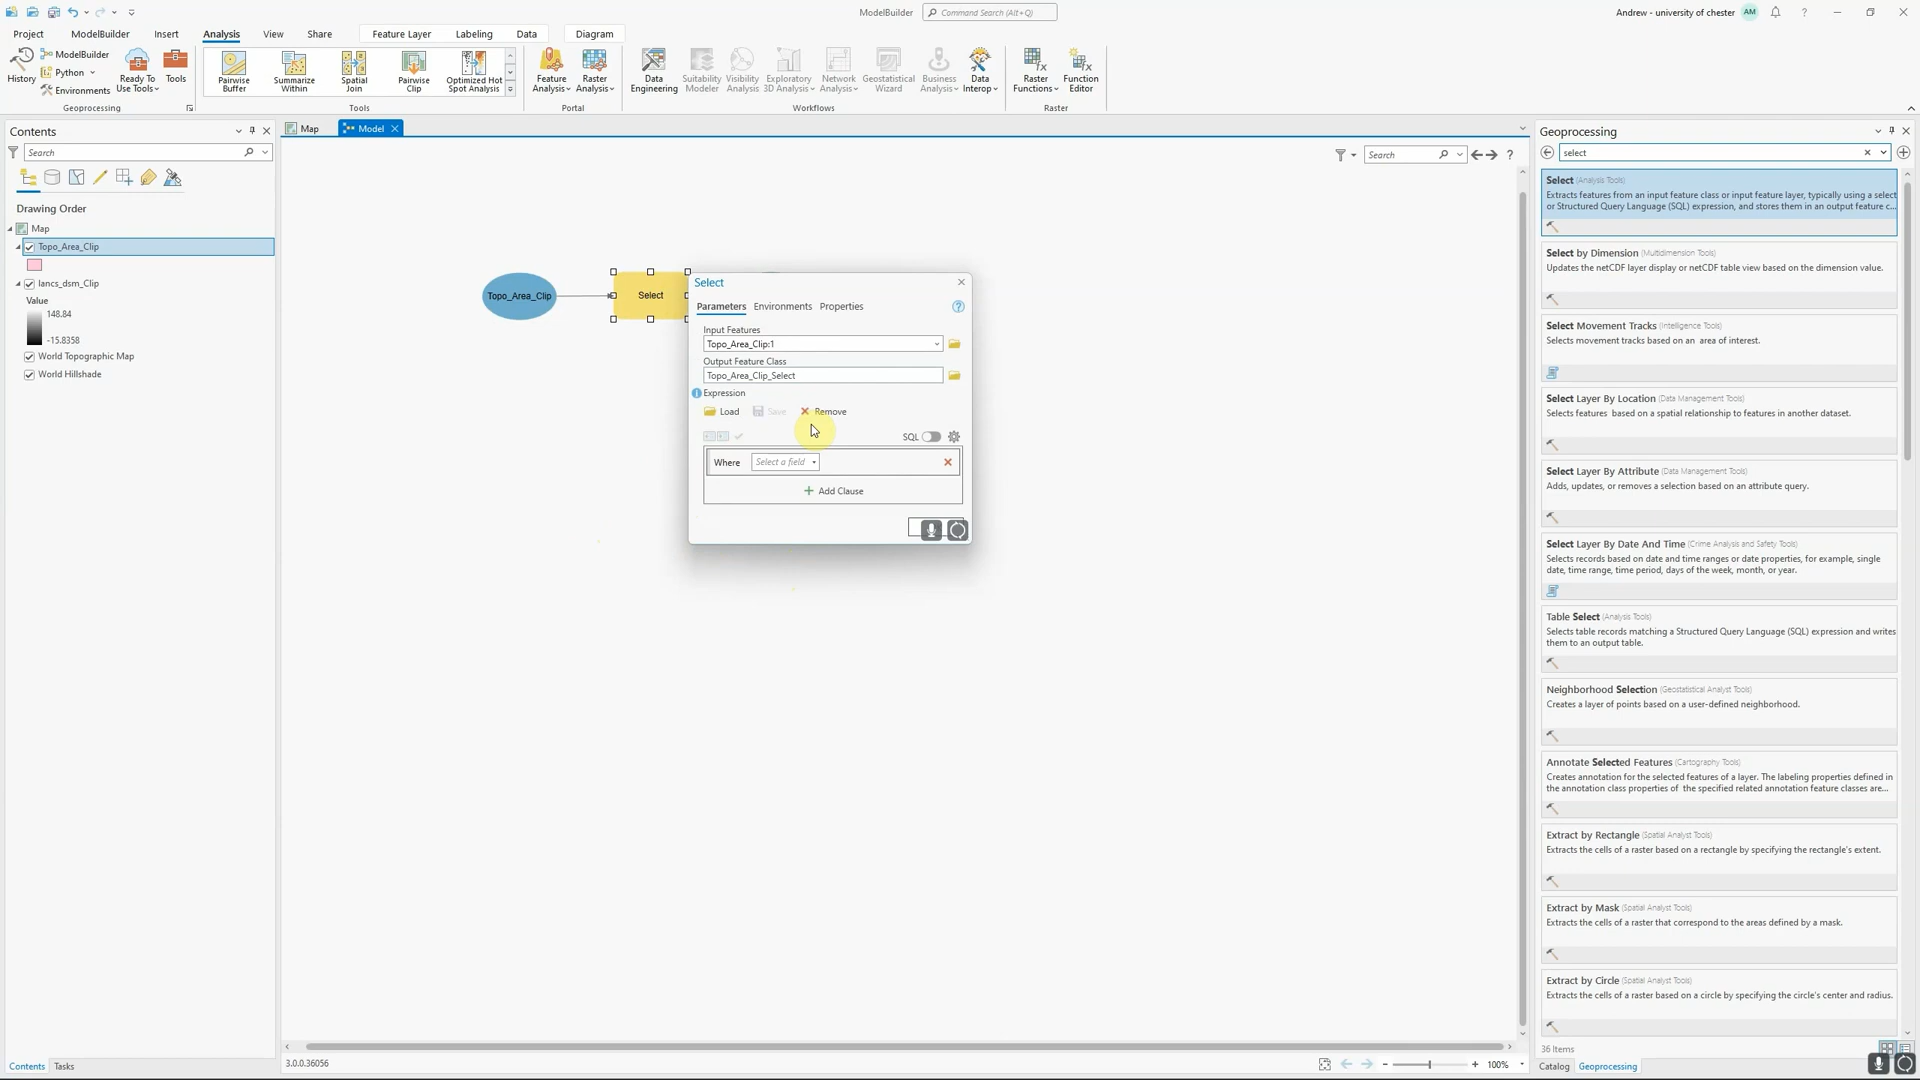 ModelBuilder
Command Search (Alt+Q)
Andrew - university of chester
AM
Project
ModelBuilder
Insert
Analysis
View
Share
Feature Layer
Labeling
Data
Diagram
History
ModelBuilder
Python
Environments
Ready To Use Tools
Tools
Pairwise Buffer
Summarize Within
Spatial Join
Pairwise Clip
Optimized Hot Spot Analysis
Feature Analysis
Raster Analysis
Data Engineering
Suitability Modeler
Visibility Analysis
Exploratory 3D Analysis
Network Analysis
Geostatistical Wizard
Business Analysis
Data Interop
Raster Functions
Function Editor
Geoprocessing
Tools
Portal
Workflows
Raster
Contents
Search
Drawing Order
Map
Topo_Area_Clip
lancs_dsm_Clip
Value
148.84
-15.8358
World Topographic Map
World Hillshade
Contents
Tasks
Map
Model
Search
Topo_Area_Clip
Select
Select
Parameters
Environments
Properties
Input Features
Topo_Area_Clip:1
Output Feature Class
Topo_Area_Clip_Select
Expression
Load
Save
Remove
SQL
Where
Select a field
Add Clause
3.0.0.36056
100%
Geoprocessing
select
Select (Analysis Tools)
Extracts features from an input feature class or input feature layer, typically using a select
or Structured Query Language (SQL) expression, and stores them in an output feature c...
Select by Dimension (Multidimension Tools)
Updates the netCDF layer display or netCDF table view based on the dimension value.
Select Movement Tracks (Intelligence Tools)
Selects movement tracks based on an area of interest.
Select Layer By Location (Data Management Tools)
Selects features based on a spatial relationship to features in another dataset.
Select Layer By Attribute (Data Management Tools)
Adds, updates, or removes a selection based on an attribute query.
Select Layer By Date And Time (Crime Analysis and Safety Tools)
Selects records based on date and time ranges or date properties, for example, single
date, time range, time period, days of the week, month, or year.
Table Select (Analysis Tools)
Selects table records matching a Structured Query Language (SQL) expression and writes
them to an output table.
Neighborhood Selection (Geostatistical Analyst Tools)
Creates a layer of points based on a user-defined neighborhood.
Annotate Selected Features (Cartography Tools)
Creates annotation for the selected features of a layer. The labeling properties defined in
the annotation class properties of the specified related annotation feature classes are...
Extract by Rectangle (Spatial Analyst Tools)
Extracts the cells of a raster based on a rectangle by specifying the rectangle's extent.
Extract by Mask (Spatial Analyst Tools)
Extracts the cells of a raster that correspond to the areas defined by a mask.
Extract by Circle (Spatial Analyst Tools)
Extracts the cells of a raster based on a circle by specifying the circle's center and radius.
36 Items
Catalog
Geoprocessing